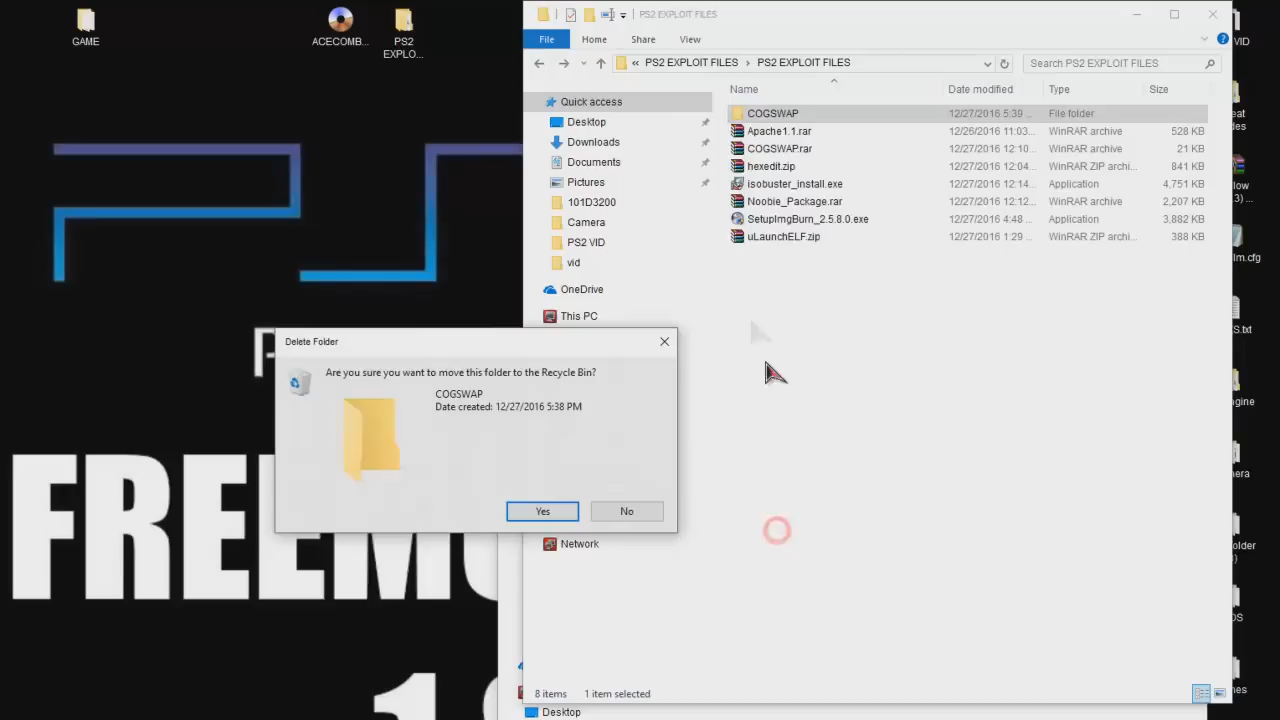 GAME
ACECOMB...
PS2
EXPLO...
PS2 EXPLOIT FILES
File
Home
Share
View
« PS2 EXPLOIT FILES › PS2 EXPLOIT FILES
Search PS2 EXPLOIT FILES
Name
Date modified
Type
Size
Quick access
Desktop
Downloads
Documents
Pictures
101D3200
Camera
PS2 VID
vid
OneDrive
This PC
Network
COGSWAP 12/27/2016 5:39 ... File folder
Apache1.1.rar 12/26/2016 11:03... WinRAR archive 528 KB
COGSWAP.rar 12/27/2016 12:10... WinRAR archive 21 KB
hexedit.zip 12/27/2016 12:04... WinRAR ZIP archi... 841 KB
isobuster_install.exe 12/27/2016 12:14... Application 4,751 KB
Noobie_Package.rar 12/27/2016 12:12... WinRAR archive 2,207 KB
SetupImgBurn_2.5.8.0.exe 12/27/2016 4:48 ... Application 3,882 KB
uLaunchELF.zip 12/27/2016 1:29 ... WinRAR ZIP archi... 388 KB
Delete Folder
Are you sure you want to move this folder to the Recycle Bin?
COGSWAP
Date created: 12/27/2016 5:38 PM
Yes
No
8 items 1 item selected
Desktop
VID